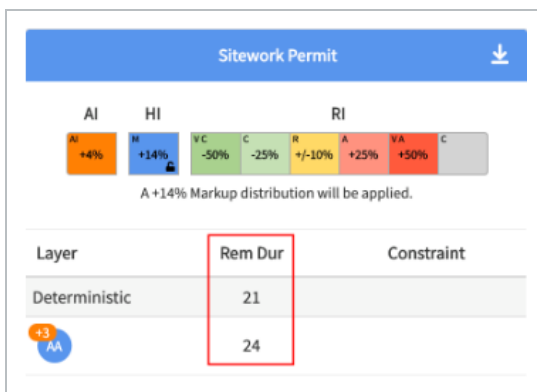 Sitework Permit
AI HI RI
AI +4% M +14% VC -50% C -25% R +/-10% A +25% VA +50% C
A +14% Markup distribution will be applied.
Layer Rem Dur Constraint
Deterministic 21
+3 AA 24